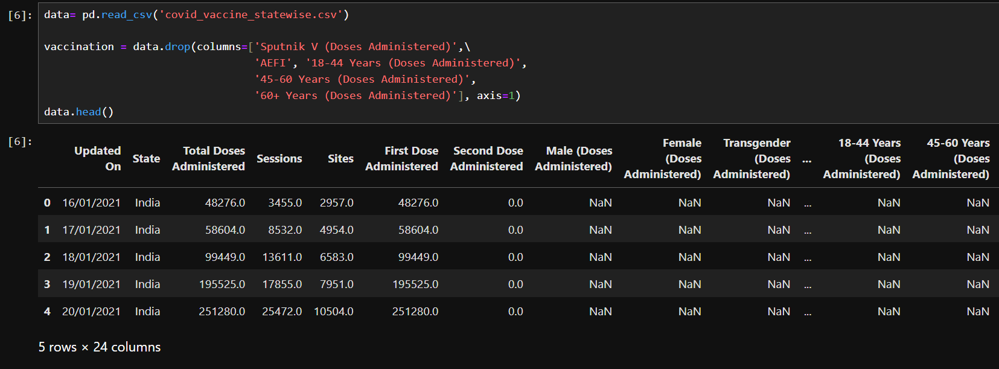 [6]: data= pd.read_csv('covid_vaccine_statewise.csv')
vaccination = data.drop(columns=['Sputnik V (Doses Administered)',\
'AEFI', '18-44 Years (Doses Administered)',
'45-60 Years (Doses Administered)',
'60+ Years (Doses Administered)'], axis=1)
data.head()
[6]:
Updated On State Total Doses Administered Sessions Sites First Dose Administered Second Dose Administered Male (Doses Administered) Female (Doses Administered) Transgender (Doses Administered) ... 18-44 Years (Doses Administered) 45-60 Years (Doses Administered)
0 16/01/2021 India 48276.0 3455.0 2957.0 48276.0 0.0 NaN NaN NaN ... NaN NaN
1 17/01/2021 India 58604.0 8532.0 4954.0 58604.0 0.0 NaN NaN NaN ... NaN NaN
2 18/01/2021 India 99449.0 13611.0 6583.0 99449.0 0.0 NaN NaN NaN ... NaN NaN
3 19/01/2021 India 195525.0 17855.0 7951.0 195525.0 0.0 NaN NaN NaN ... NaN NaN
4 20/01/2021 India 251280.0 25472.0 10504.0 251280.0 0.0 NaN NaN NaN ... NaN NaN
5 rows × 24 columns